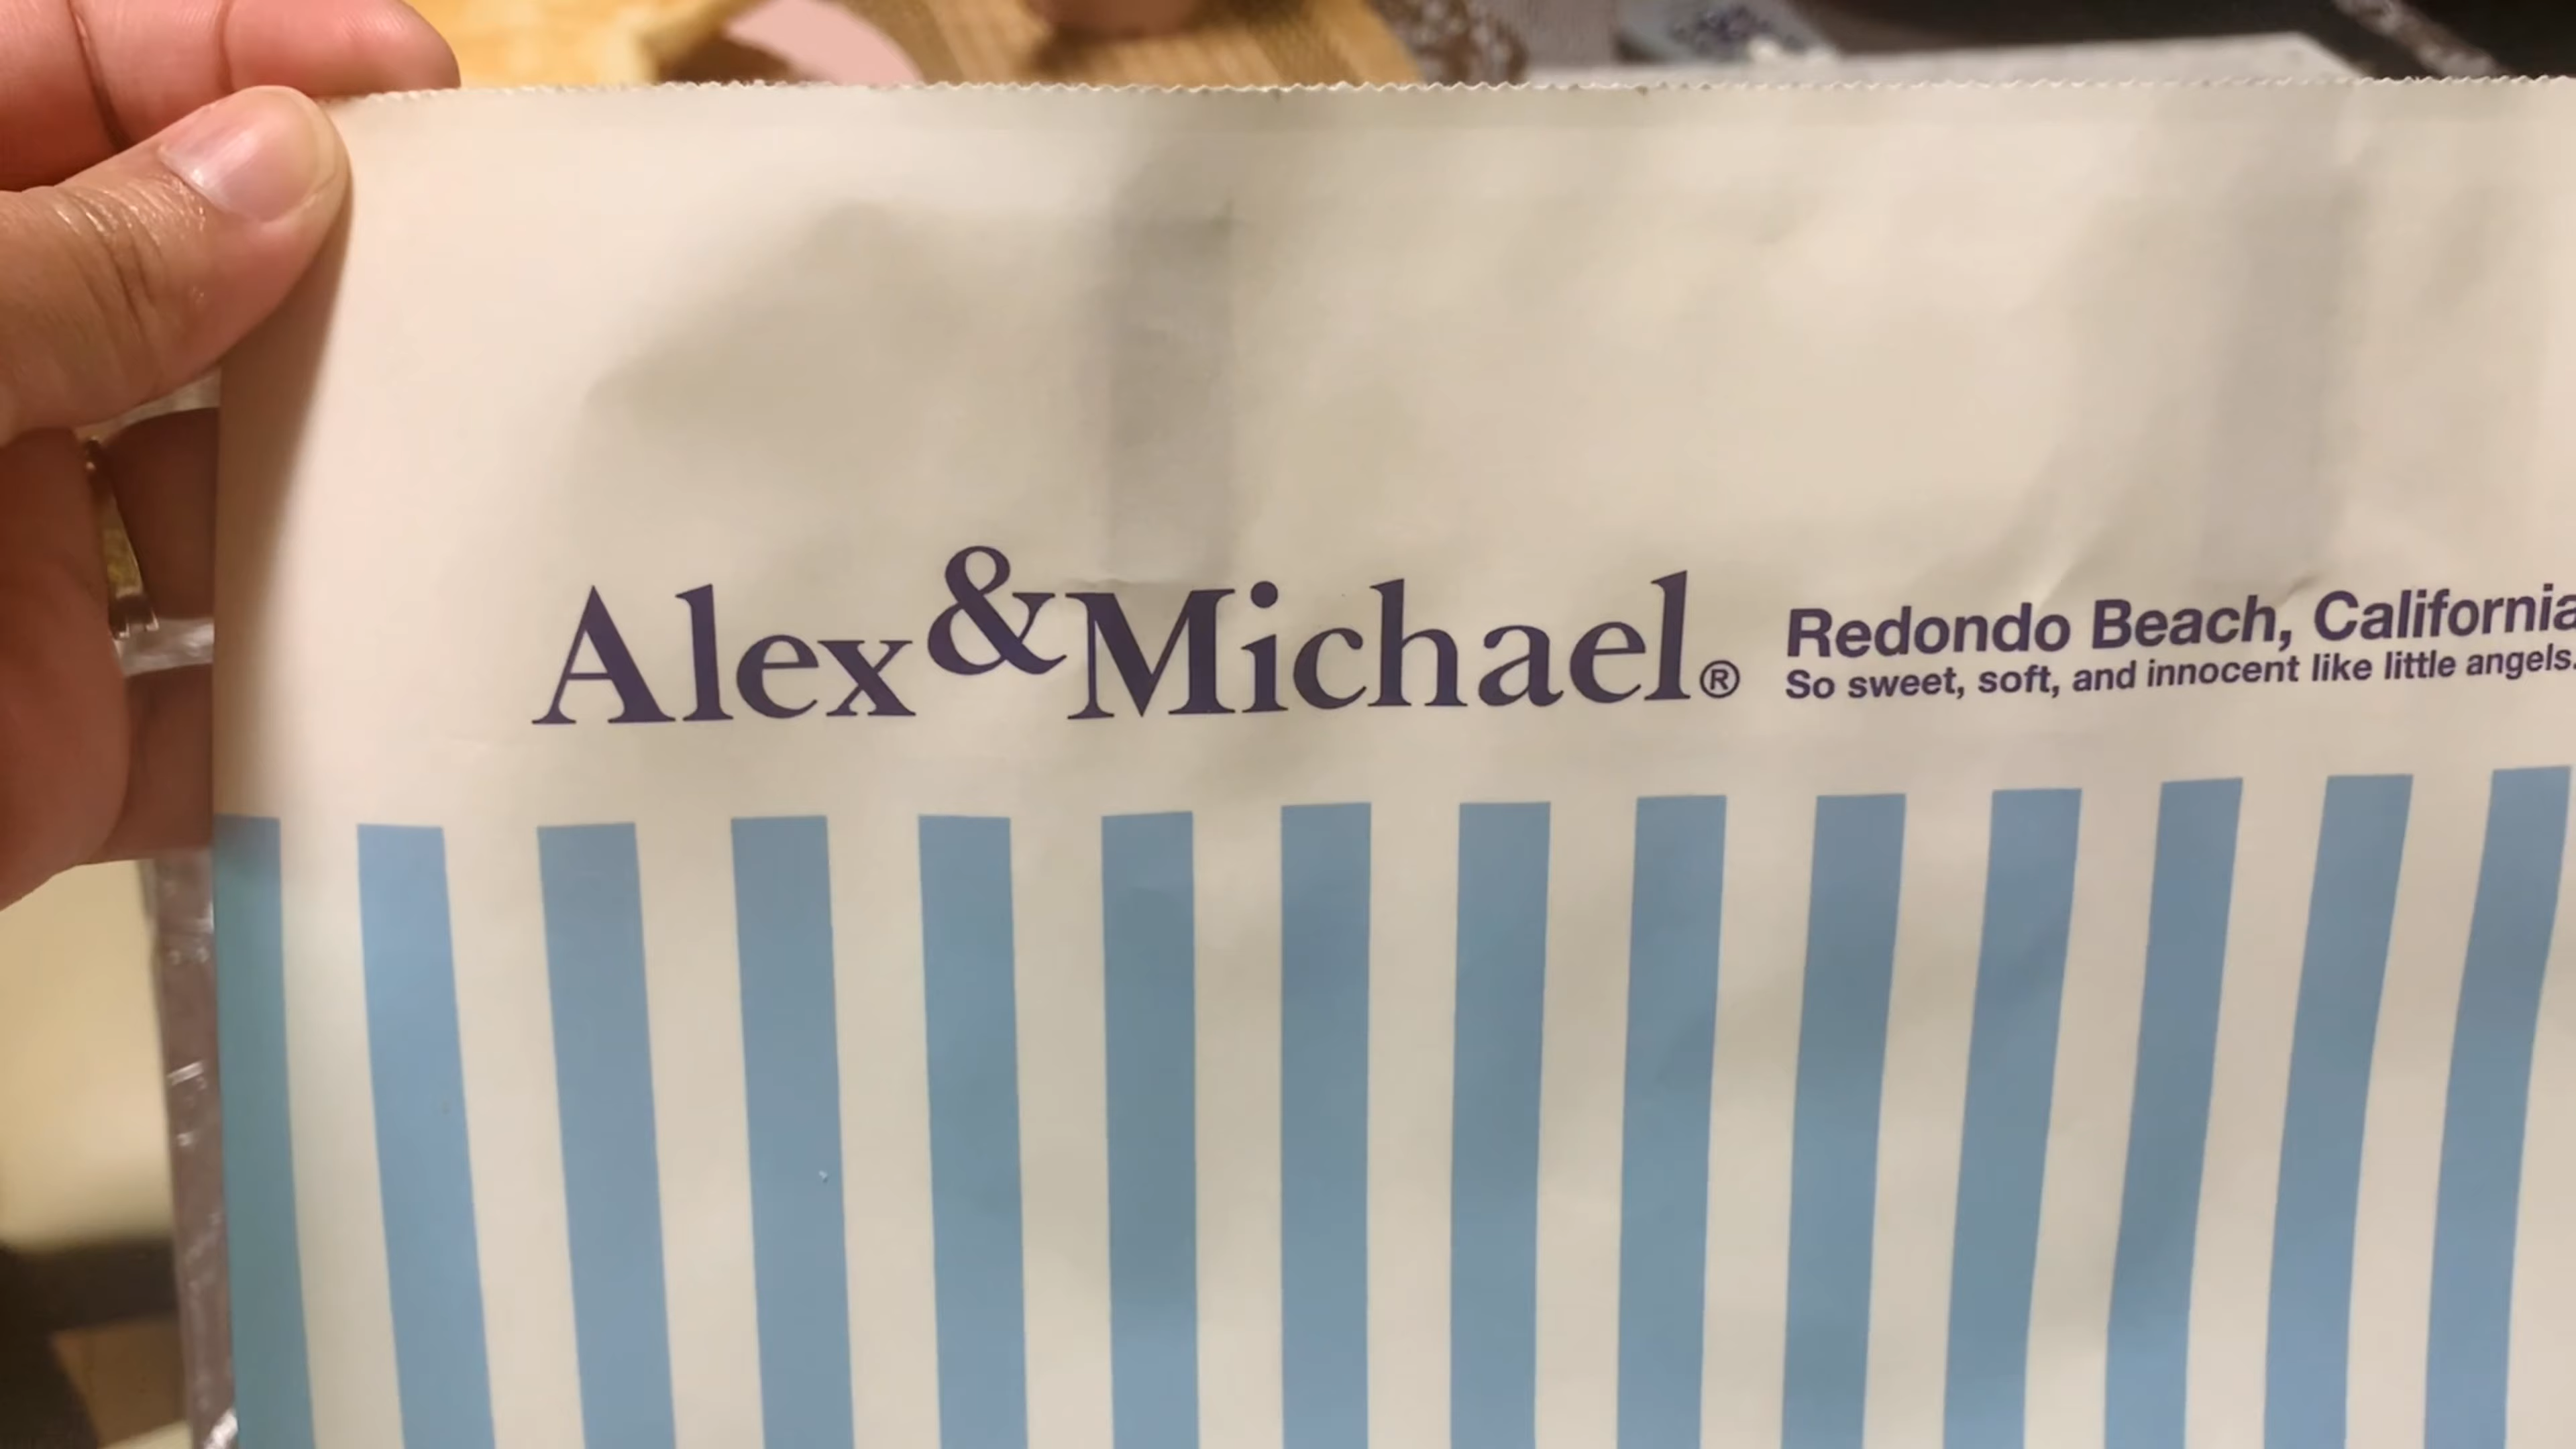 Alex&Michael®
Redondo Beach, California
So sweet, soft, and innocent like little angels.